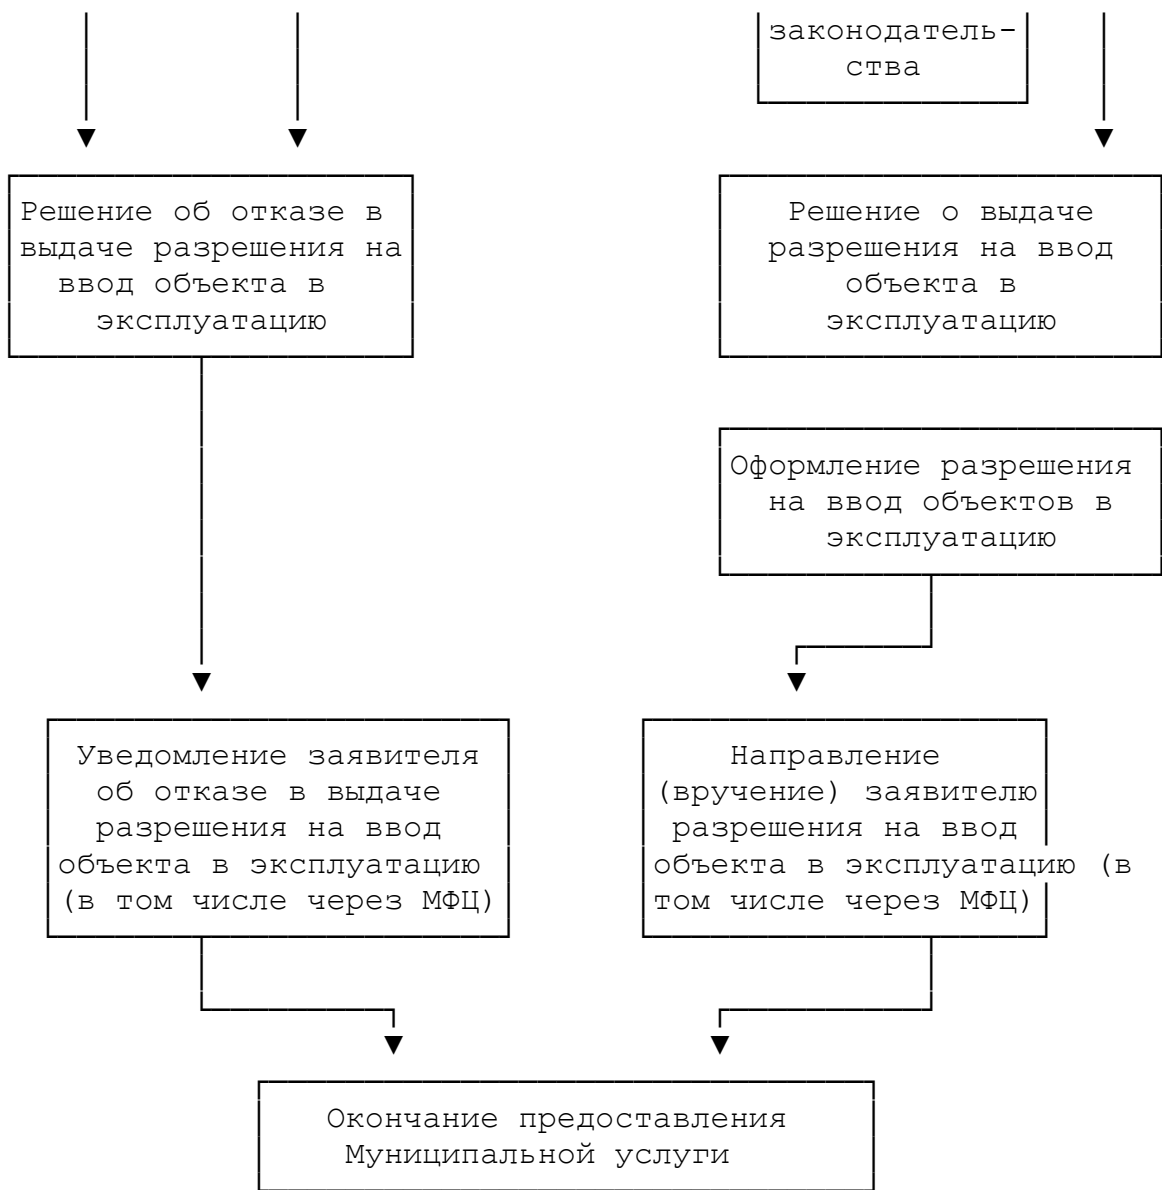 законодатель-
ства
Решение об отказе в
выдаче разрешения на
ввод объекта в
эксплуатацию
Решение о выдаче
разрешения на ввод
объекта в
эксплуатацию
Оформление разрешения
на ввод объектов в
эксплуатацию
Уведомление заявителя
об отказе в выдаче
разрешения на ввод
объекта в эксплуатацию
(в том числе через МФЦ)
Направление
(вручение) заявителю
разрешения на ввод
объекта в эксплуатацию (в
том числе через МФЦ)
Окончание предоставления
Муниципальной услуги